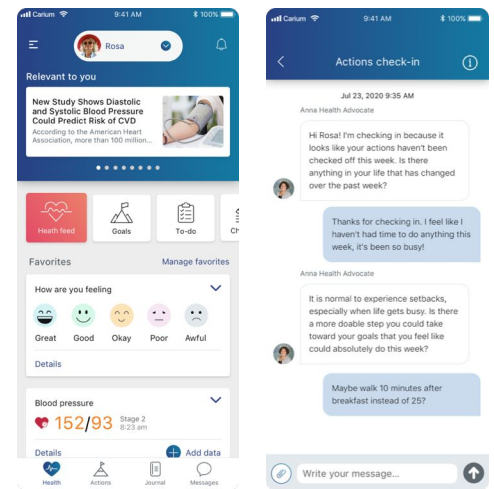 Carium 9:41 AM 100%
Rosa
Relevant to you
New Study Shows Diastolic
and Systolic Blood Pressure
Could Predict Risk of CVD
According to the American Heart
Association, more than 100 million...
Heath feed
Goals
To-do
Ch
Favorites
Manage favorites
How are you feeling
Great Good Okay Poor Awful
Details
Blood pressure
152/93 Stage 2
8:23 am
Details
Add data
Health Actions Journal Messages
Carium 9:41 AM 100%
Actions check-in
Jul 23, 2020 9:35 AM
Anna Health Advocate
Hi Rosa! I'm checking in because it
looks like your actions haven't been
checked off this week. Is there
anything in your life that has changed
over the past week?
Thanks for checking in. I feel like I
haven't had time to do anything this
week, it's been so busy!
Anna Health Advocate
It is normal to experience setbacks,
especially when life gets busy. Is there
a more doable step you could take
toward your goals that you feel like
could absolutely do this week?
Maybe walk 10 minutes after
breakfast instead of 25?
Write your message...